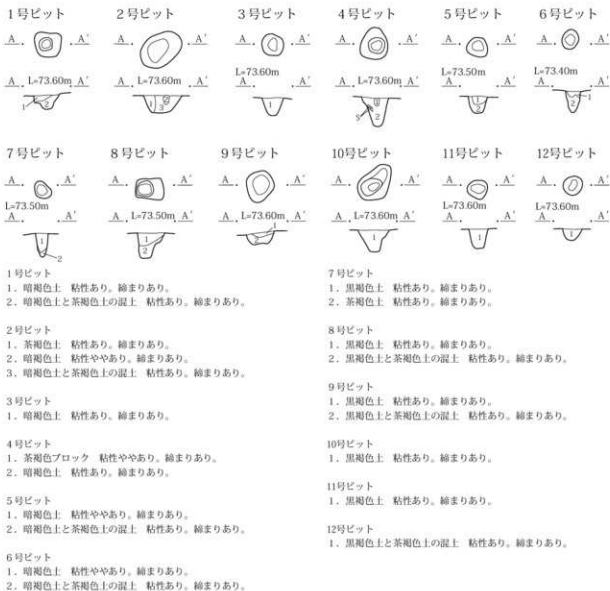 1号ピット 2号ピット 3号ピット 4号ピット 5号ピット 6号ピット
A. .A′ A. .A′ A. .A′ A. .A′ A. .A′ A. .A′
A. L=73.60m .A′ A. L=73.60m .A′ L=73.60m A. .A′ A. L=73.60m .A′ L=73.50m A. .A′ L=73.40m A. .A′
1 2 1 3 2 1 1 S 2 1 2 1 2
7号ピット 8号ピット 9号ピット 10号ピット 11号ピット 12号ピット
A. .A′ A. .A′ A. .A′ A. .A′ A. .A′ A. .A′
L=73.50m A. .A′ A. L=73.50m .A′ A. L=73.60m .A′ A. L=73.60m .A′ L=73.60m A. .A′ L=73.60m A. .A′
1 2 1 2 1 2 1 1 1
1号ピット
1．暗褐色土　粘性あり。締まりあり。
2．暗褐色土と茶褐色土の混土　粘性あり。締まりあり。
2号ピット
1．茶褐色土　粘性あり。締まりあり。
2．暗褐色土　粘性ややあり。締まりあり。
3．暗褐色土と茶褐色土の混土　粘性あり。締まりあり。
3号ピット
1．暗褐色土　粘性あり。締まりあり。
4号ピット
1．茶褐色ブロック　粘性ややあり。締まりあり。
2．暗褐色土　粘性あり。締まりあり。
5号ピット
1．暗褐色土　粘性ややあり。締まりあり。
2．暗褐色土と茶褐色土の混土　粘性あり。締まりあり。
6号ピット
1．暗褐色土　粘性ややあり。締まりあり。
2．暗褐色土と茶褐色土の混土　粘性あり。締まりあり。
7号ピット
1．黒褐色土　粘性あり。締まりあり。
2．茶褐色土　粘性あり。締まりあり。
8号ピット
1．黒褐色土　粘性あり。締まりあり。
2．黒褐色土と茶褐色土の混土　粘性あり。締まりあり。
9号ピット
1．黒褐色土　粘性あり。締まりあり。
2．黒褐色土と茶褐色土の混土　粘性あり。締まりあり。
10号ピット
1．黒褐色土　粘性あり。締まりあり。
11号ピット
1．黒褐色土　粘性あり。締まりあり。
12号ピット
1．黒褐色土と茶褐色土の混土　粘性あり。締まりあり。